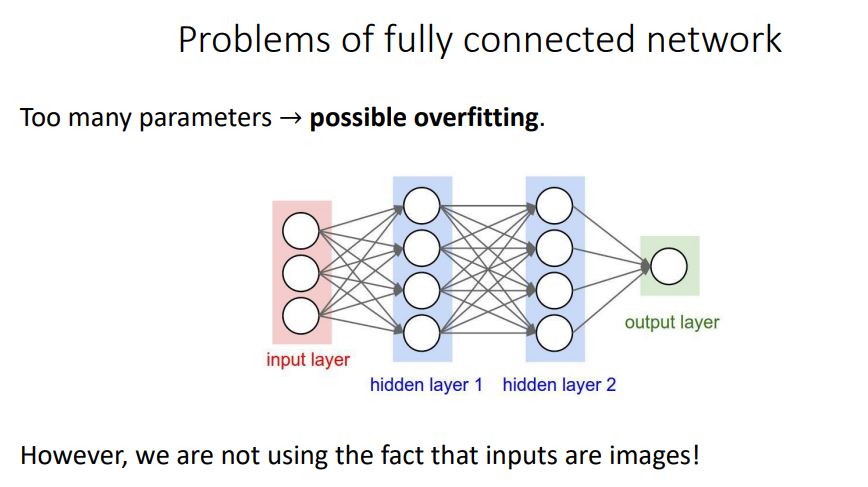 Problems of fully connected network
Too many parameters → possible overfitting.
output layer
input layer
hidden layer 1 hidden layer 2
However, we are not using the fact that inputs are images!